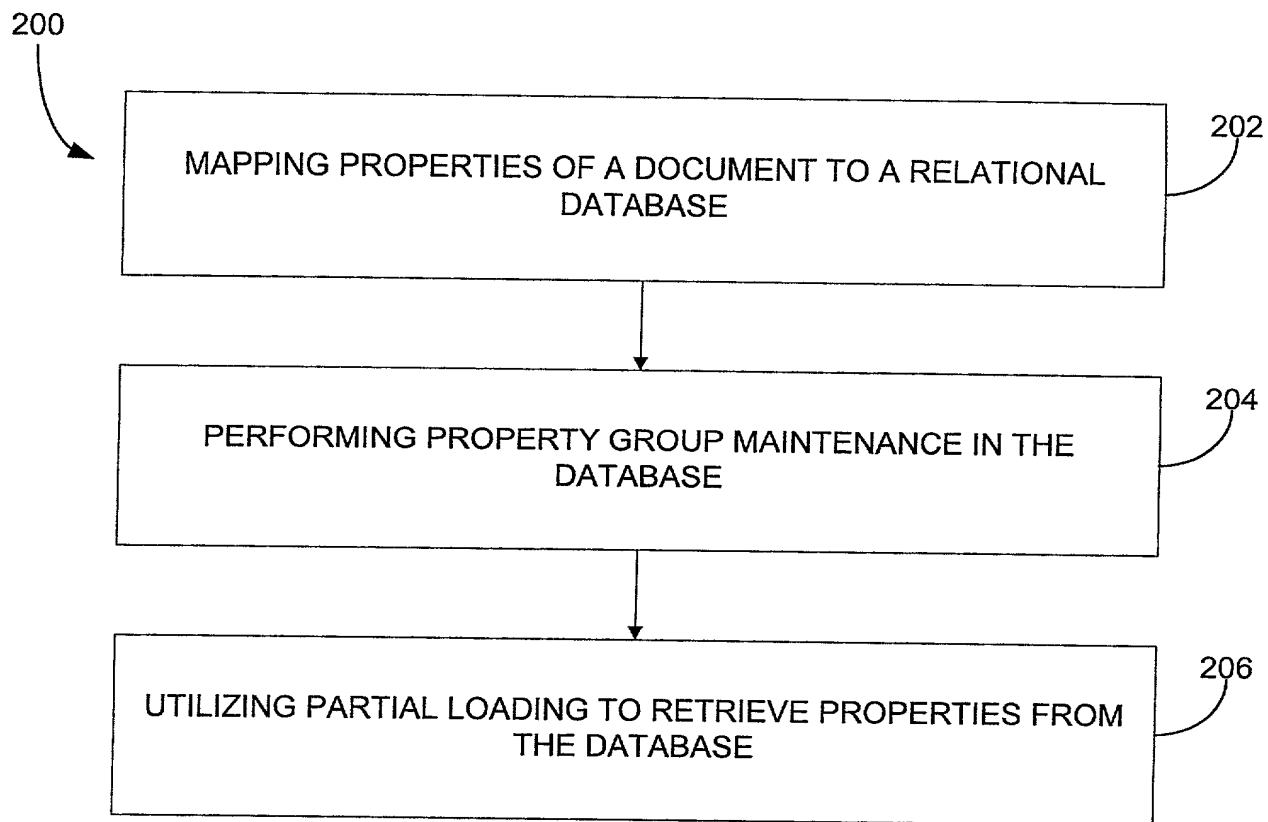 200
202
MAPPING PROPERTIES OF A DOCUMENT TO A RELATIONAL
DATABASE
204
PERFORMING PROPERTY GROUP MAINTENANCE IN THE
DATABASE
206
UTILIZING PARTIAL LOADING TO RETRIEVE PROPERTIES FROM
THE DATABASE